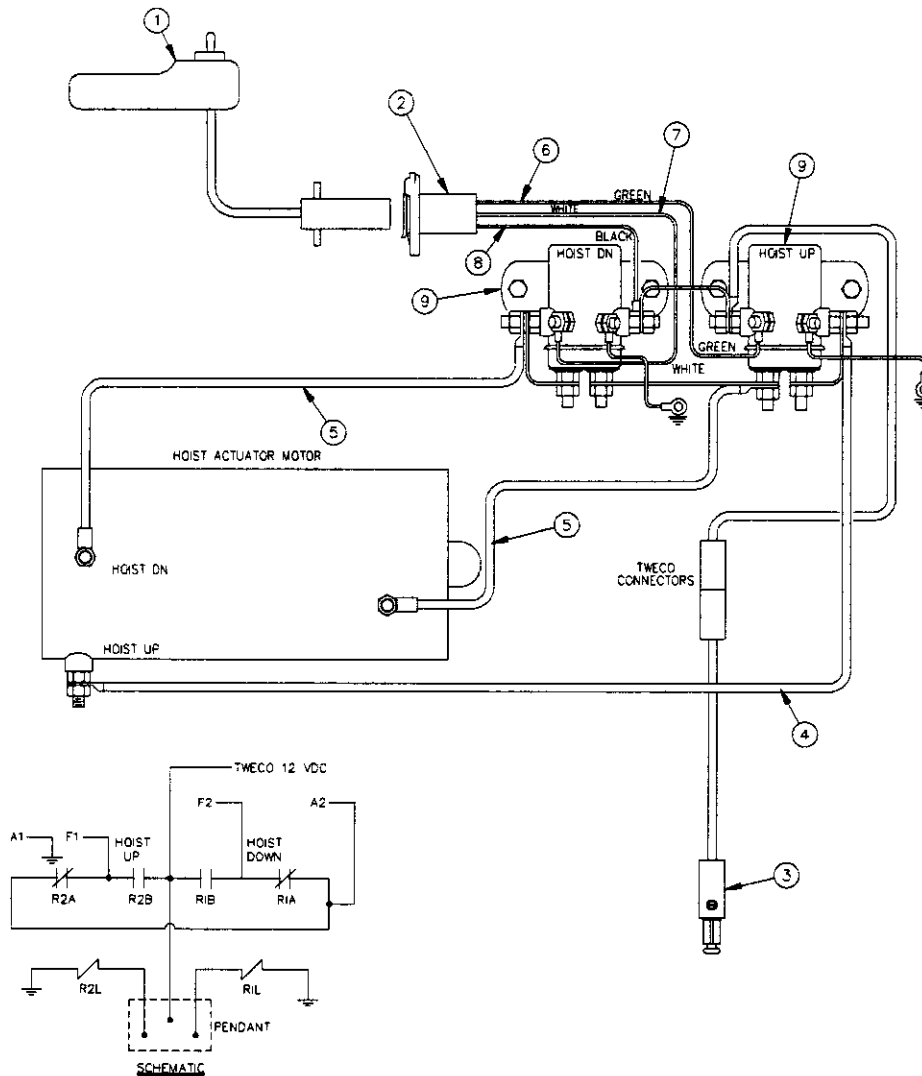 1
2
6
7
9
GREEN
WHITE
BLACK
8
HOIST DN
HOIST UP
9
GREEN
WHITE
5
HOIST ACTUATOR MOTOR
5
HOIST DN
TWECO
CONNECTORS
HOIST UP
4
TWECO 12 VDC
F2
A2
A1
F1
HOIST
UP
HOIST
DOWN
R2A
R2B
R1B
R1A
3
R2L
R1L
PENDANT
SCHEMATIC